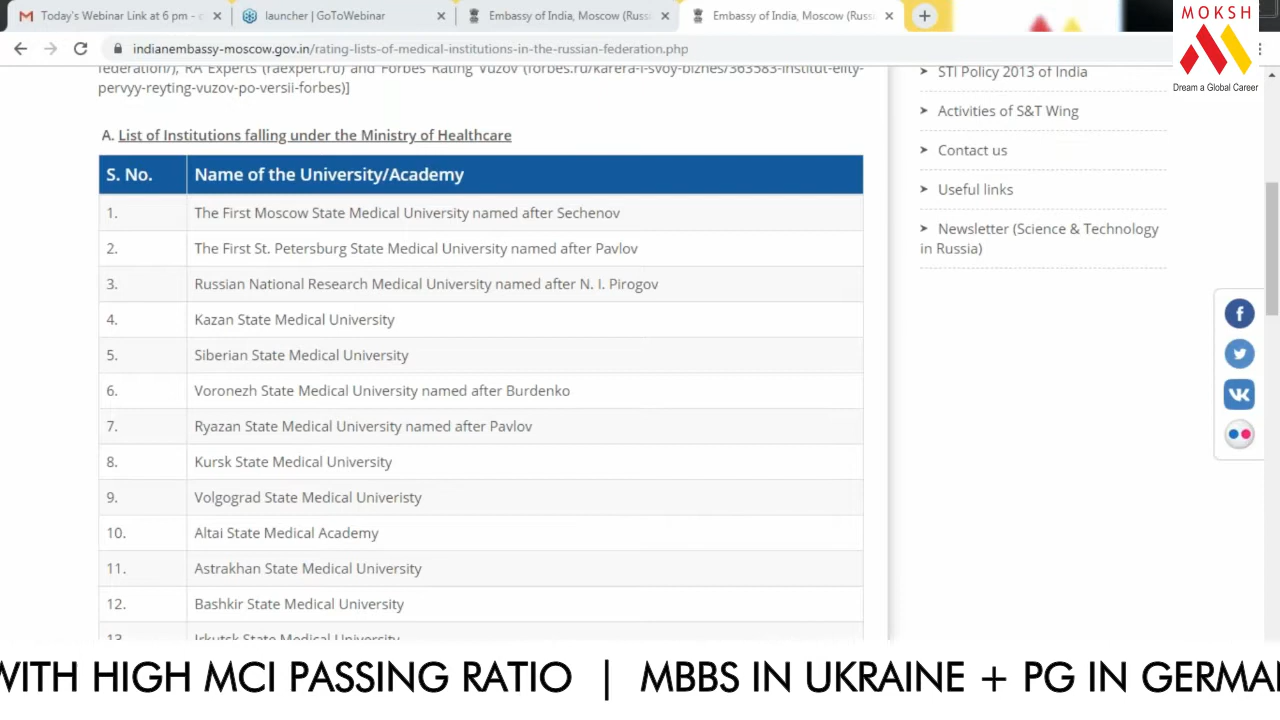 Today's Webinar Link at 6 pm -
launcher | GoToWebinar
Embassy of India, Moscow (Russ
Embassy of India, Moscow (Russ
MOKSH
Dream a Global Career
indianembassy-moscow.gov.in/rating-lists-of-medical-institutions-in-the-russian-federation.php
federation/), RA Experts (raexpert.ru) and Forbes Rating Vuzov (forbes.ru/karera-i-svoy-biznes/363583-institut-elity-
pervyy-reyting-vuzov-po-versii-forbes)]
A. List of Institutions falling under the Ministry of Healthcare
S. No. Name of the University/Academy
1. The First Moscow State Medical University named after Sechenov
2. The First St. Petersburg State Medical University named after Pavlov
3. Russian National Research Medical University named after N. I. Pirogov
4. Kazan State Medical University
5. Siberian State Medical University
6. Voronezh State Medical University named after Burdenko
7. Ryazan State Medical University named after Pavlov
8. Kursk State Medical University
9. Volgograd State Medical Univeristy
10. Altai State Medical Academy
11. Astrakhan State Medical University
12. Bashkir State Medical University
13. Irkutsk State Medical University
STI Policy 2013 of India
Activities of S&T Wing
Contact us
Useful links
Newsletter (Science & Technology
in Russia)
WITH HIGH MCI PASSING RATIO | MBBS IN UKRAINE + PG IN GERMA